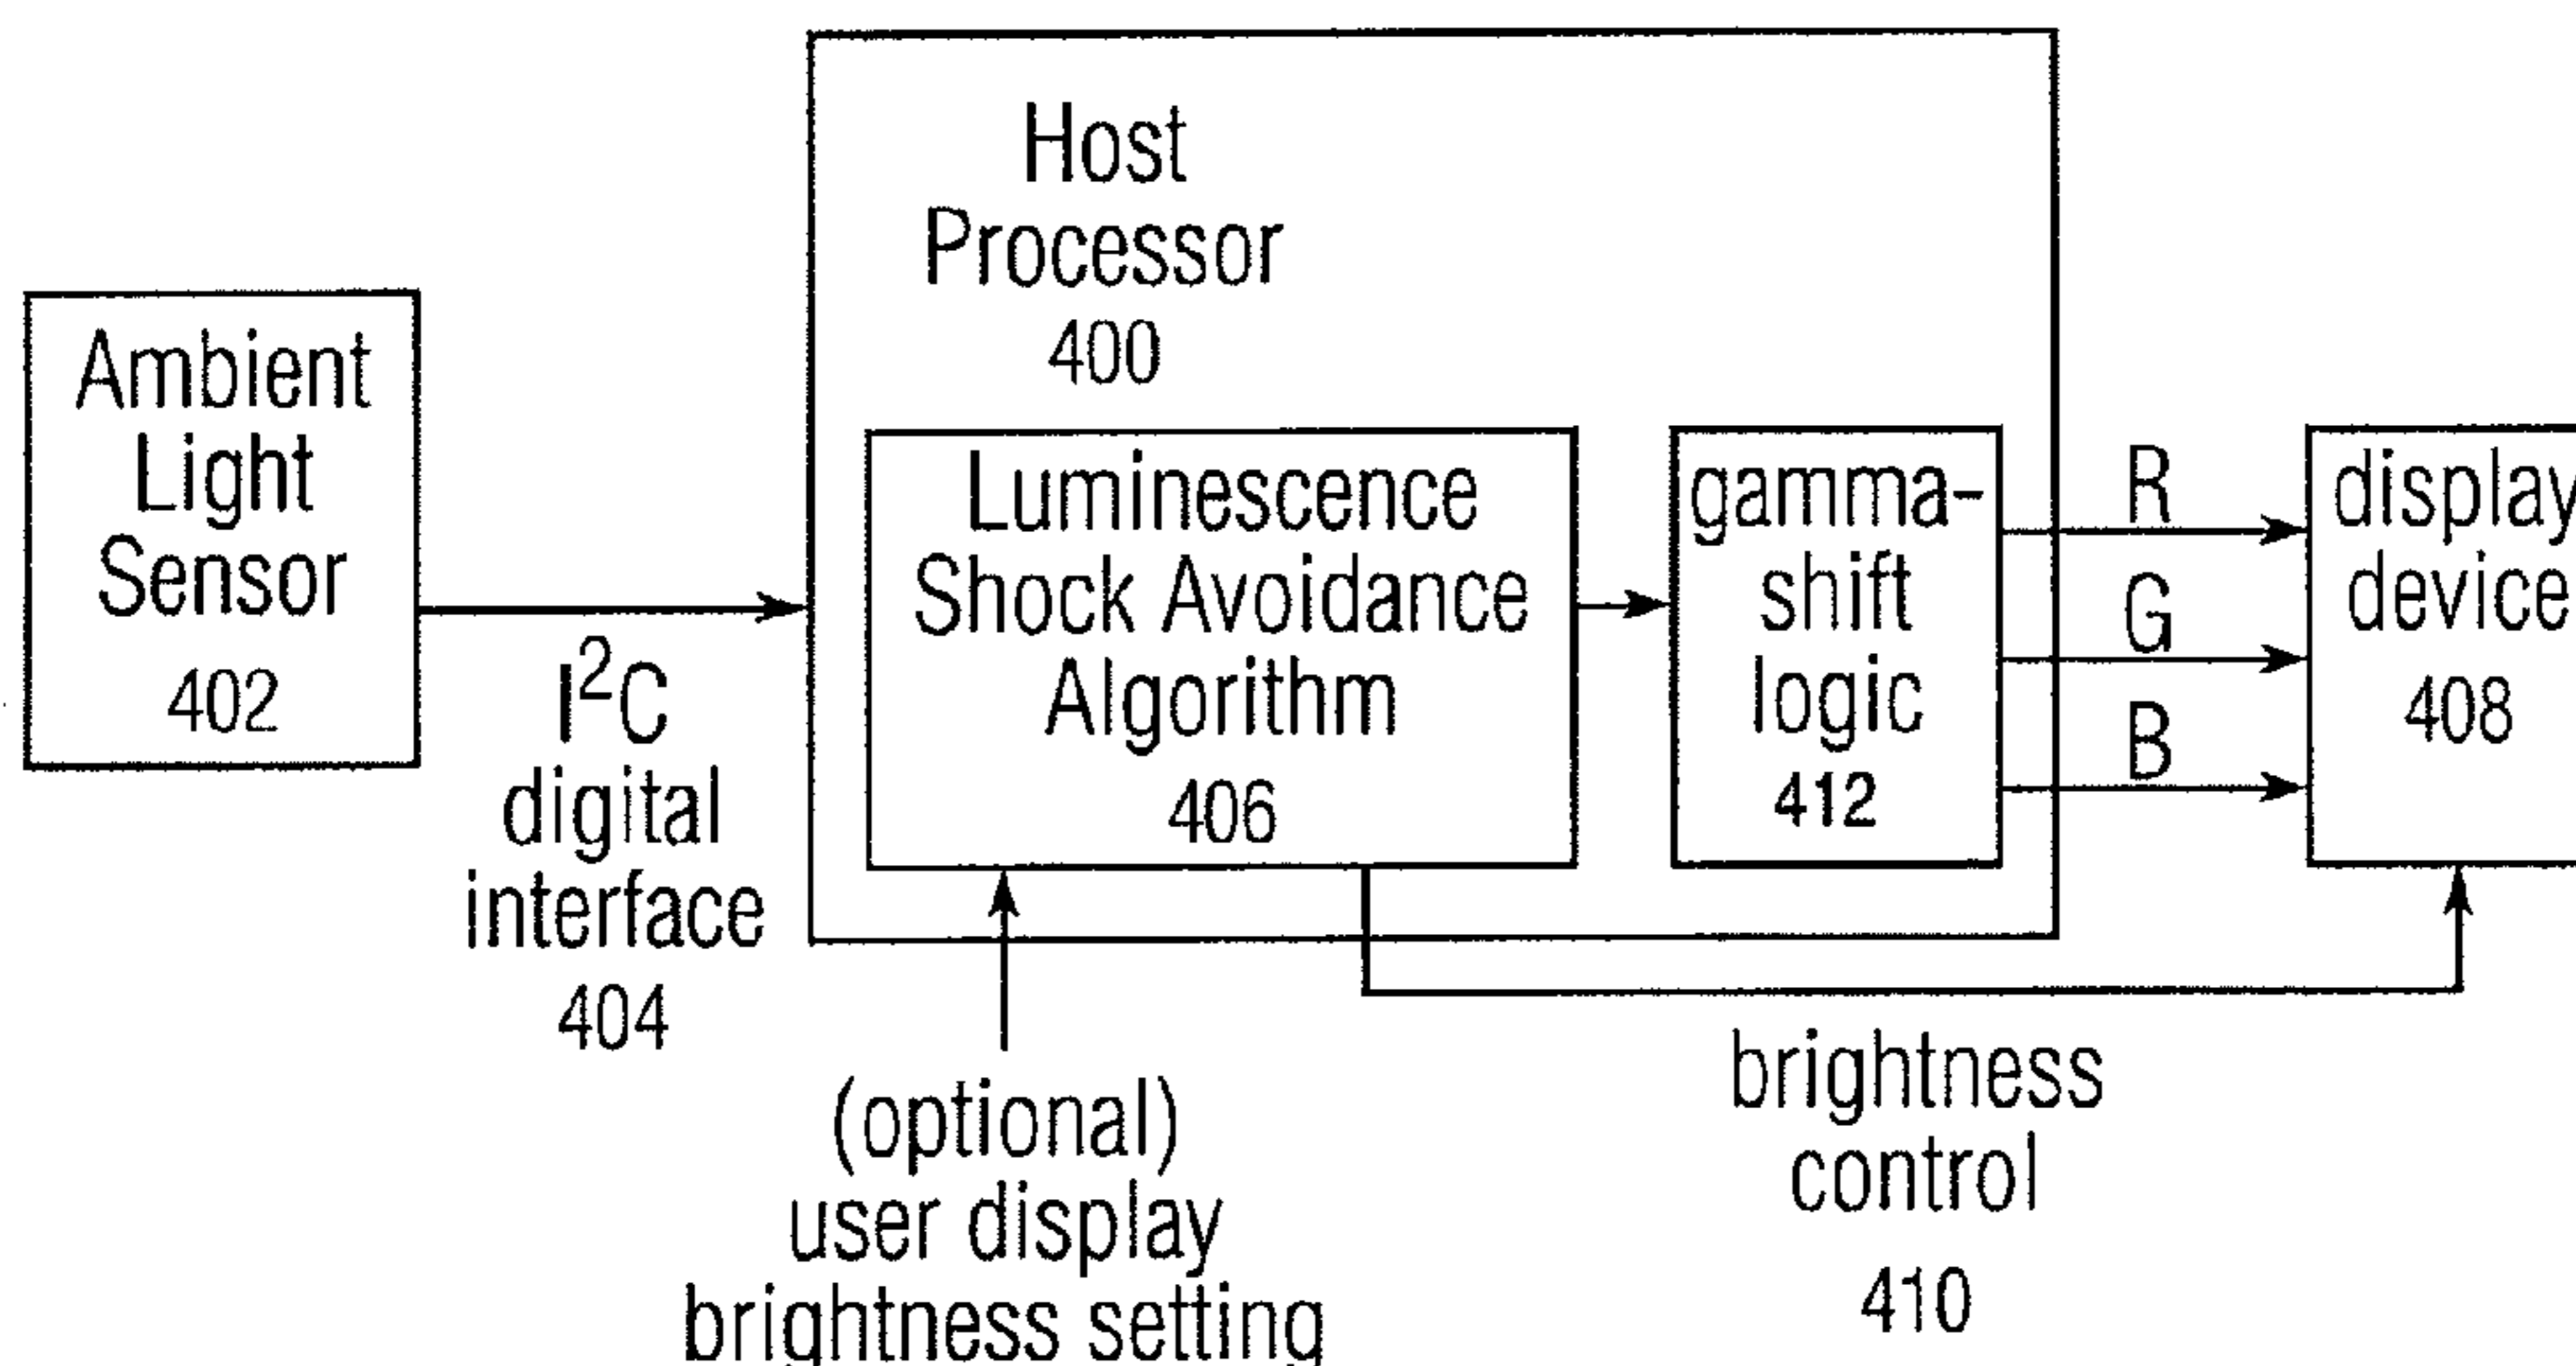 Host
Processor
400
Ambient
Light
Sensor
402
I²C
digital
interface
404
Luminescence
Shock Avoidance
Algorithm
406
gamma-
shift
logic
412
R
G
B
display
device
408
(optional)
user display
brightness setting
brightness
control
410